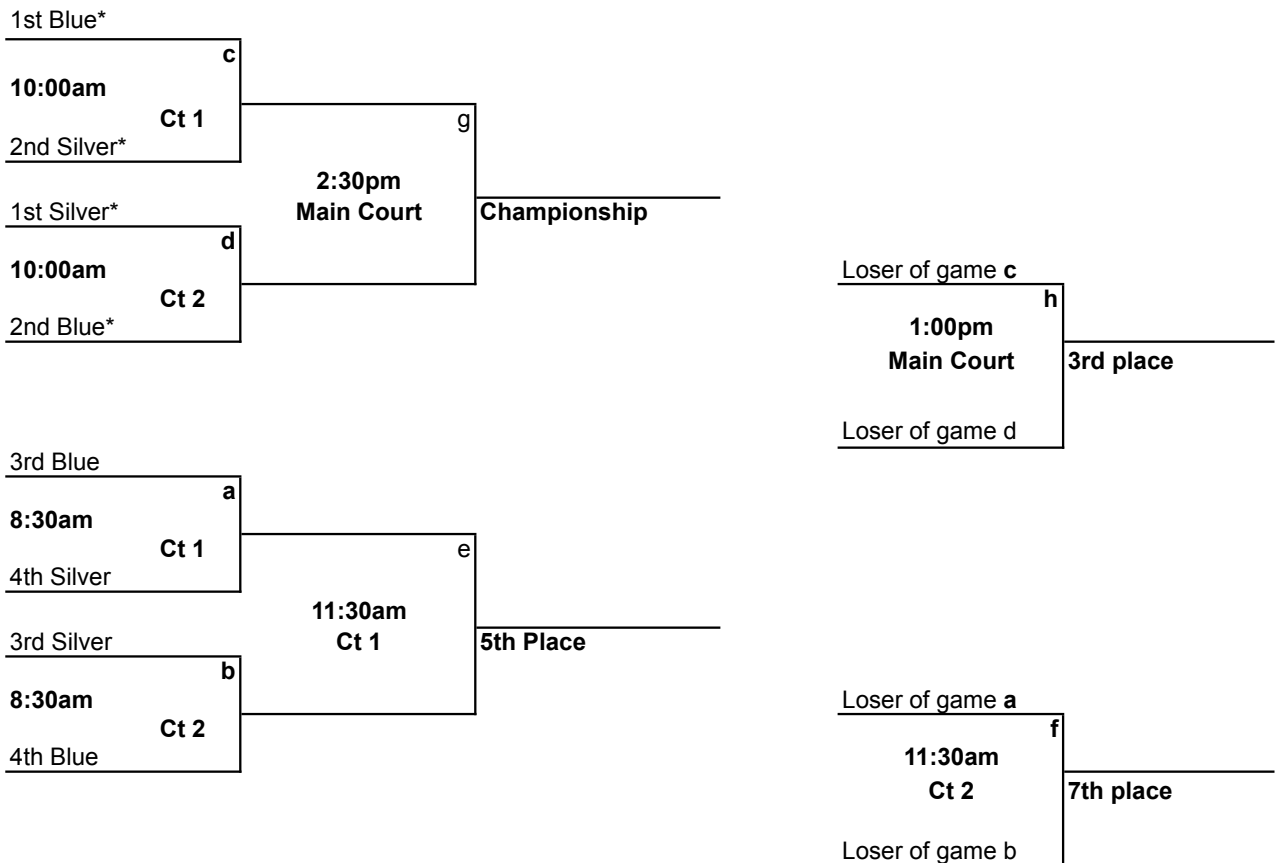 1st Blue*
c
10:00am
Ct 1
2nd Silver*
g
2:30pm
Main Court
Championship
1st Silver*
d
10:00am
Ct 2
2nd Blue*
Loser of game c
h
1:00pm
Main Court
3rd place
Loser of game d
3rd Blue
a
8:30am
Ct 1
4th Silver
e
11:30am
Ct 1
5th Place
3rd Silver
b
8:30am
Ct 2
4th Blue
Loser of game a
f
11:30am
Ct 2
7th place
Loser of game b